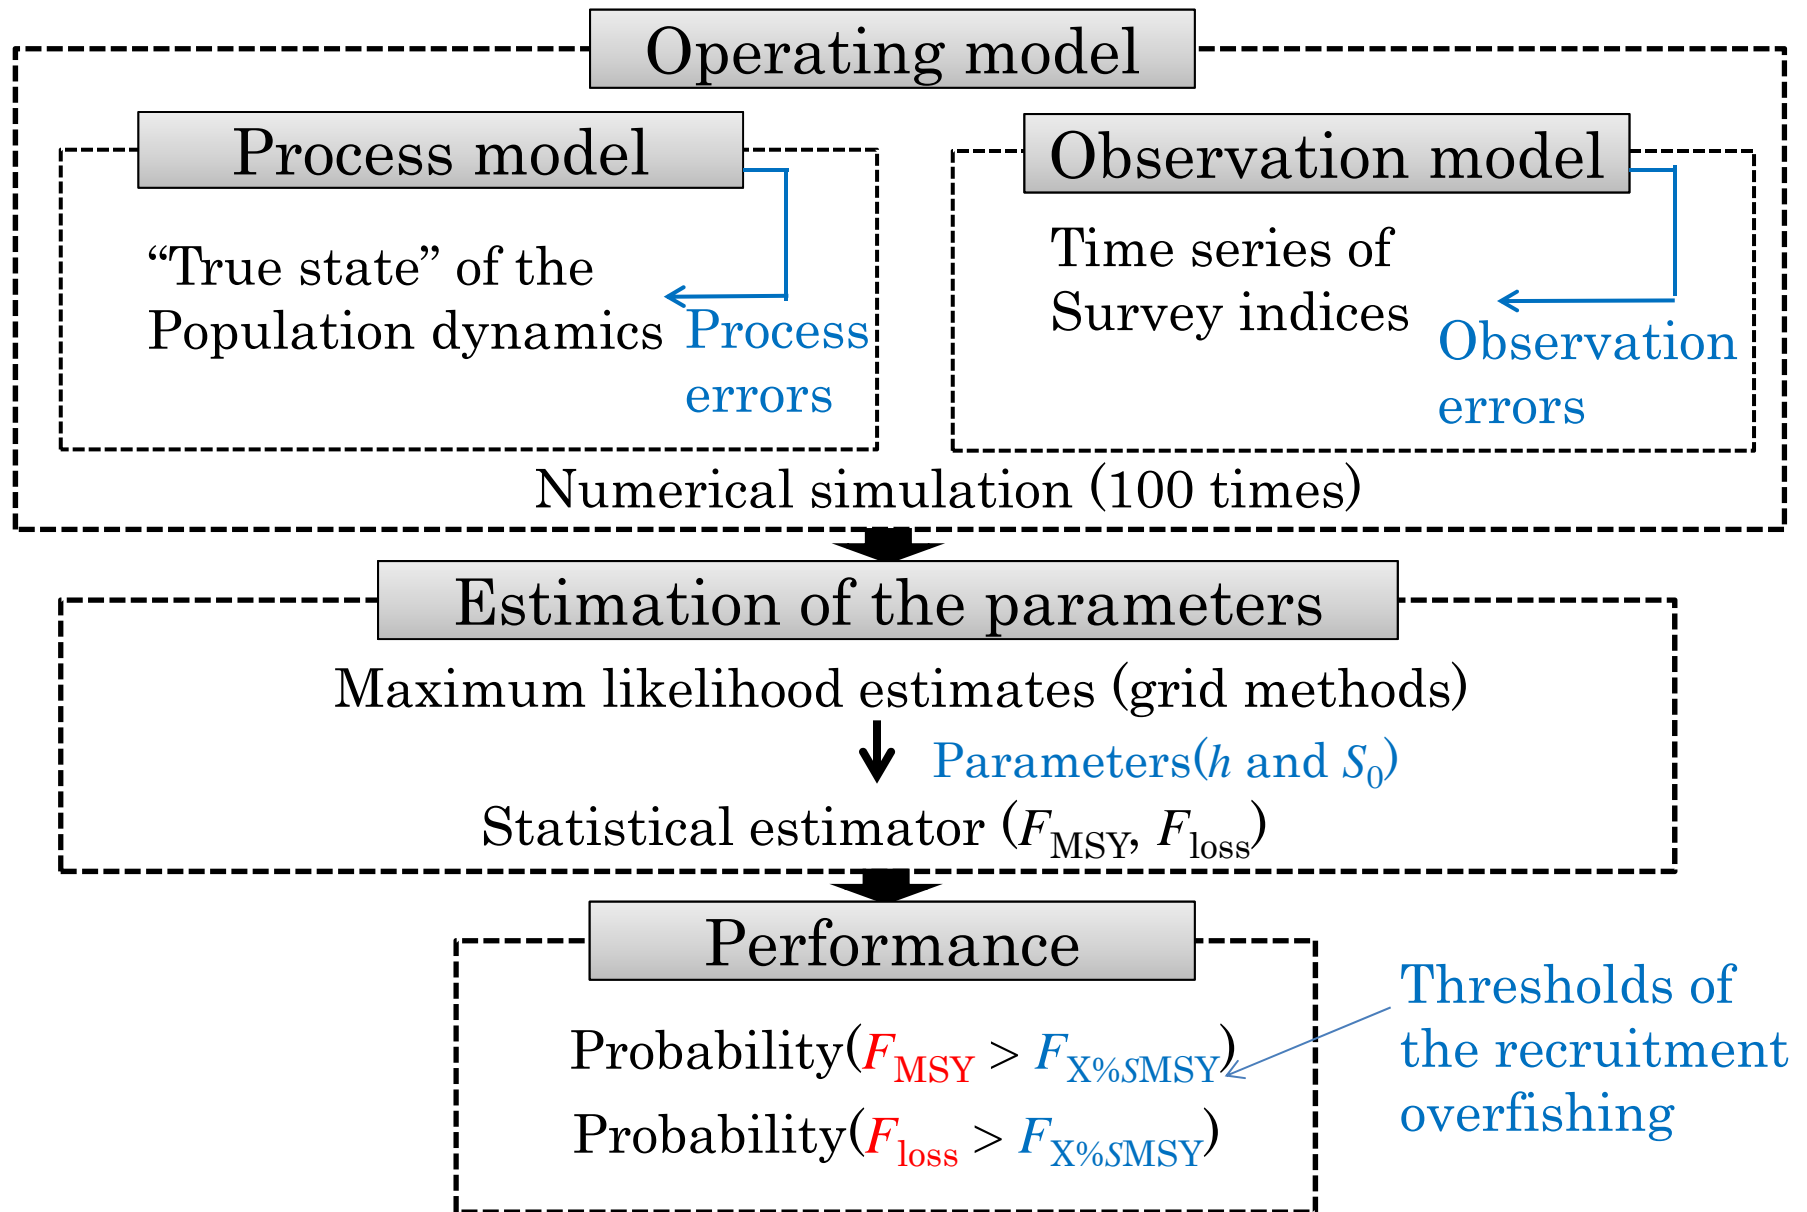 Operating model
Process model
“True state” of the
Population dynamics
Process
errors
Observation model
Time series of
Survey indices
Observation
errors
Numerical simulation (100 times)
Estimation of the parameters
Maximum likelihood estimates (grid methods)
Parameters(h and S0)
Statistical estimator (FMSY, Floss)
Performance
Probability(FMSY > FX%SMSY)
Probability(Floss > FX%SMSY)
Thresholds of
the recruitment
overfishing